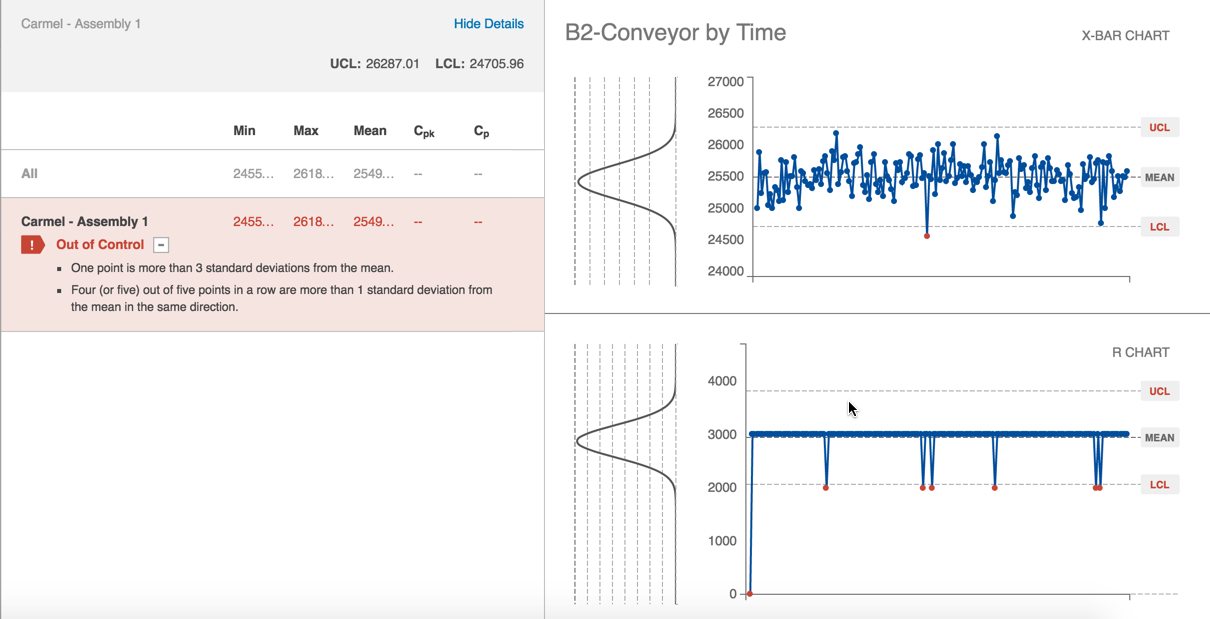 Carmel - Assembly 1 Hide Details
UCL: 26287.01 LCL: 24705.96
Min Max Mean Cpk Cp
All 2455... 2618... 2549... -- --
Carmel - Assembly 1 2455... 2618... 2549... -- --
! Out of Control −
▪ One point is more than 3 standard deviations from the mean.
▪ Four (or five) out of five points in a row are more than 1 standard deviation from
the mean in the same direction.
B2-Conveyor by Time
X-BAR CHART
27000
26500
UCL
26000
25500
MEAN
25000
LCL
24500
24000
R CHART
4000
UCL
3000
MEAN
2000
LCL
1000
0